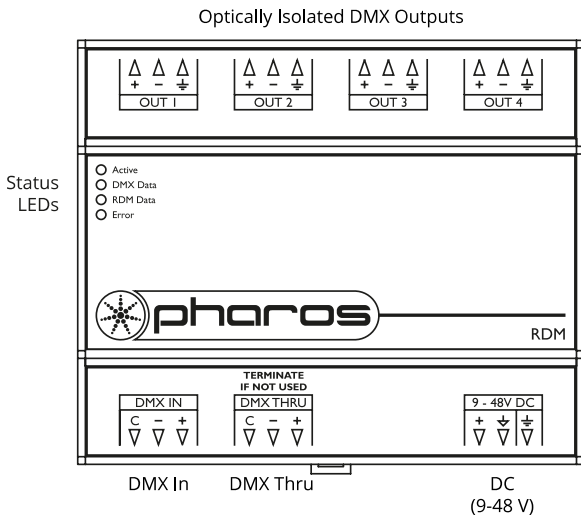 Optically Isolated DMX Outputs
+ − ⏚ + − ⏚ + − ⏚ + − ⏚
OUT 1 OUT 2 OUT 3 OUT 4
Status
LEDs
Active
DMX Data
RDM Data
Error
pharos
RDM
TERMINATE
IF NOT USED
DMX IN DMX THRU 9 - 48V DC
C − + C − + + ⏚
DMX In DMX Thru DC
(9-48 V)